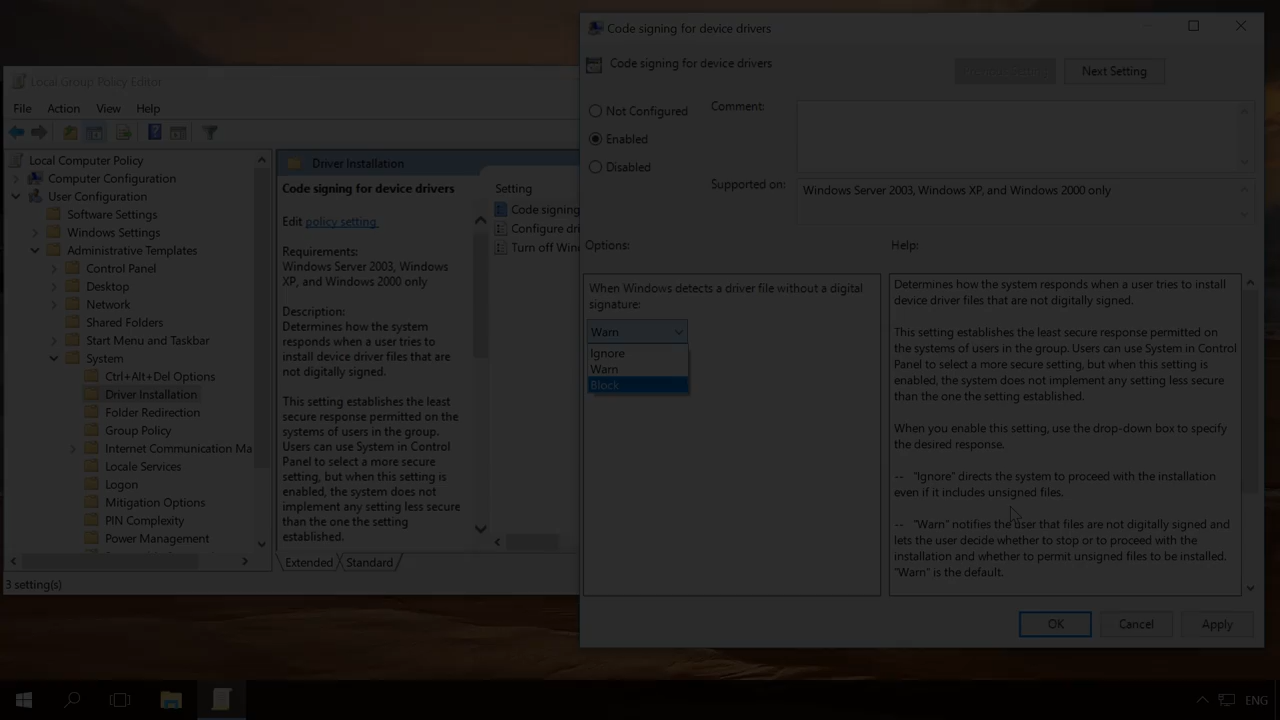 Local Group Policy Editor
File Action View Help
Local Computer Policy
Computer Configuration
User Configuration
Software Settings
Windows Settings
Administrative Templates
Control Panel
Desktop
Network
Shared Folders
Start Menu and Taskbar
System
Ctrl+Alt+Del Options
Driver Installation
Folder Redirection
Group Policy
Internet Communication Ma
Locale Services
Logon
Mitigation Options
PIN Complexity
Power Management
3 setting(s)
Driver Installation
Code signing for device drivers
Edit policy setting
Requirements:
Windows Server 2003, Windows
XP, and Windows 2000 only
Description:
Determines how the system
responds when a user tries to
install device driver files that are
not digitally signed.
This setting establishes the least
secure response permitted on the
systems of users in the group.
Users can use System in Control
Panel to select a more secure
setting, but when this setting is
enabled, the system does not
implement any setting less secure
than the one the setting
established.
Setting
Code signing
Configure dri
Turn off Win
Extended Standard
Code signing for device drivers
Code signing for device drivers
Next Setting
Not Configured
Enabled
Disabled
Comment:
Supported on:
Windows Server 2003, Windows XP, and Windows 2000 only
Options:
Help:
When Windows detects a driver file without a digital
signature:
Warn
Ignore
Warn
Block
Determines how the system responds when a user tries to install
device driver files that are not digitally signed.
This setting establishes the least secure response permitted on
the systems of users in the group. Users can use System in Control
Panel to select a more secure setting, but when this setting is
enabled, the system does not implement any setting less secure
than the one the setting established.
When you enable this setting, use the drop-down box to specify
the desired response.
-- "Ignore" directs the system to proceed with the installation
even if it includes unsigned files.
-- "Warn" notifies the user that files are not digitally signed and
lets the user decide whether to stop or to proceed with the
installation and whether to permit unsigned files to be installed.
"Warn" is the default.
OK Cancel Apply
ENG